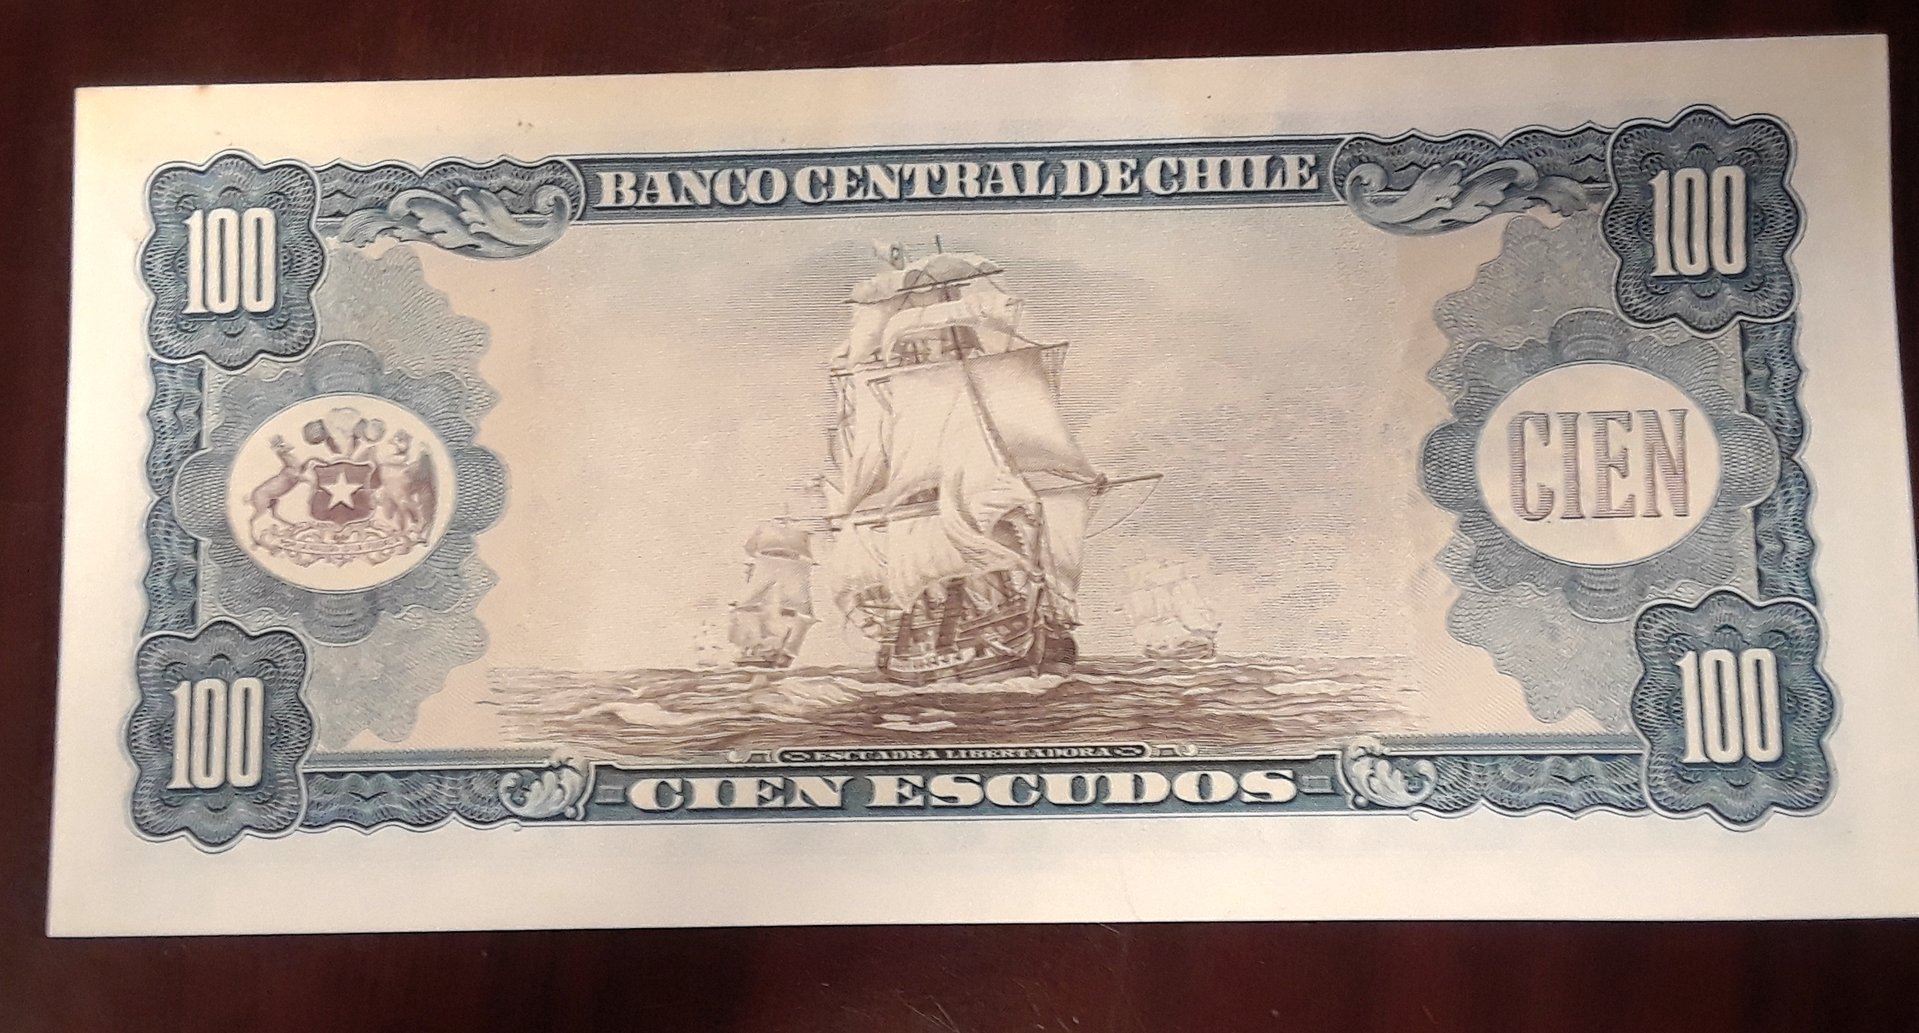 BANCO CENTRAL DE CHILE
100
100
CIEN
100
100
ESCUADRA LIBERTADORA
CIEN ESCUDOS